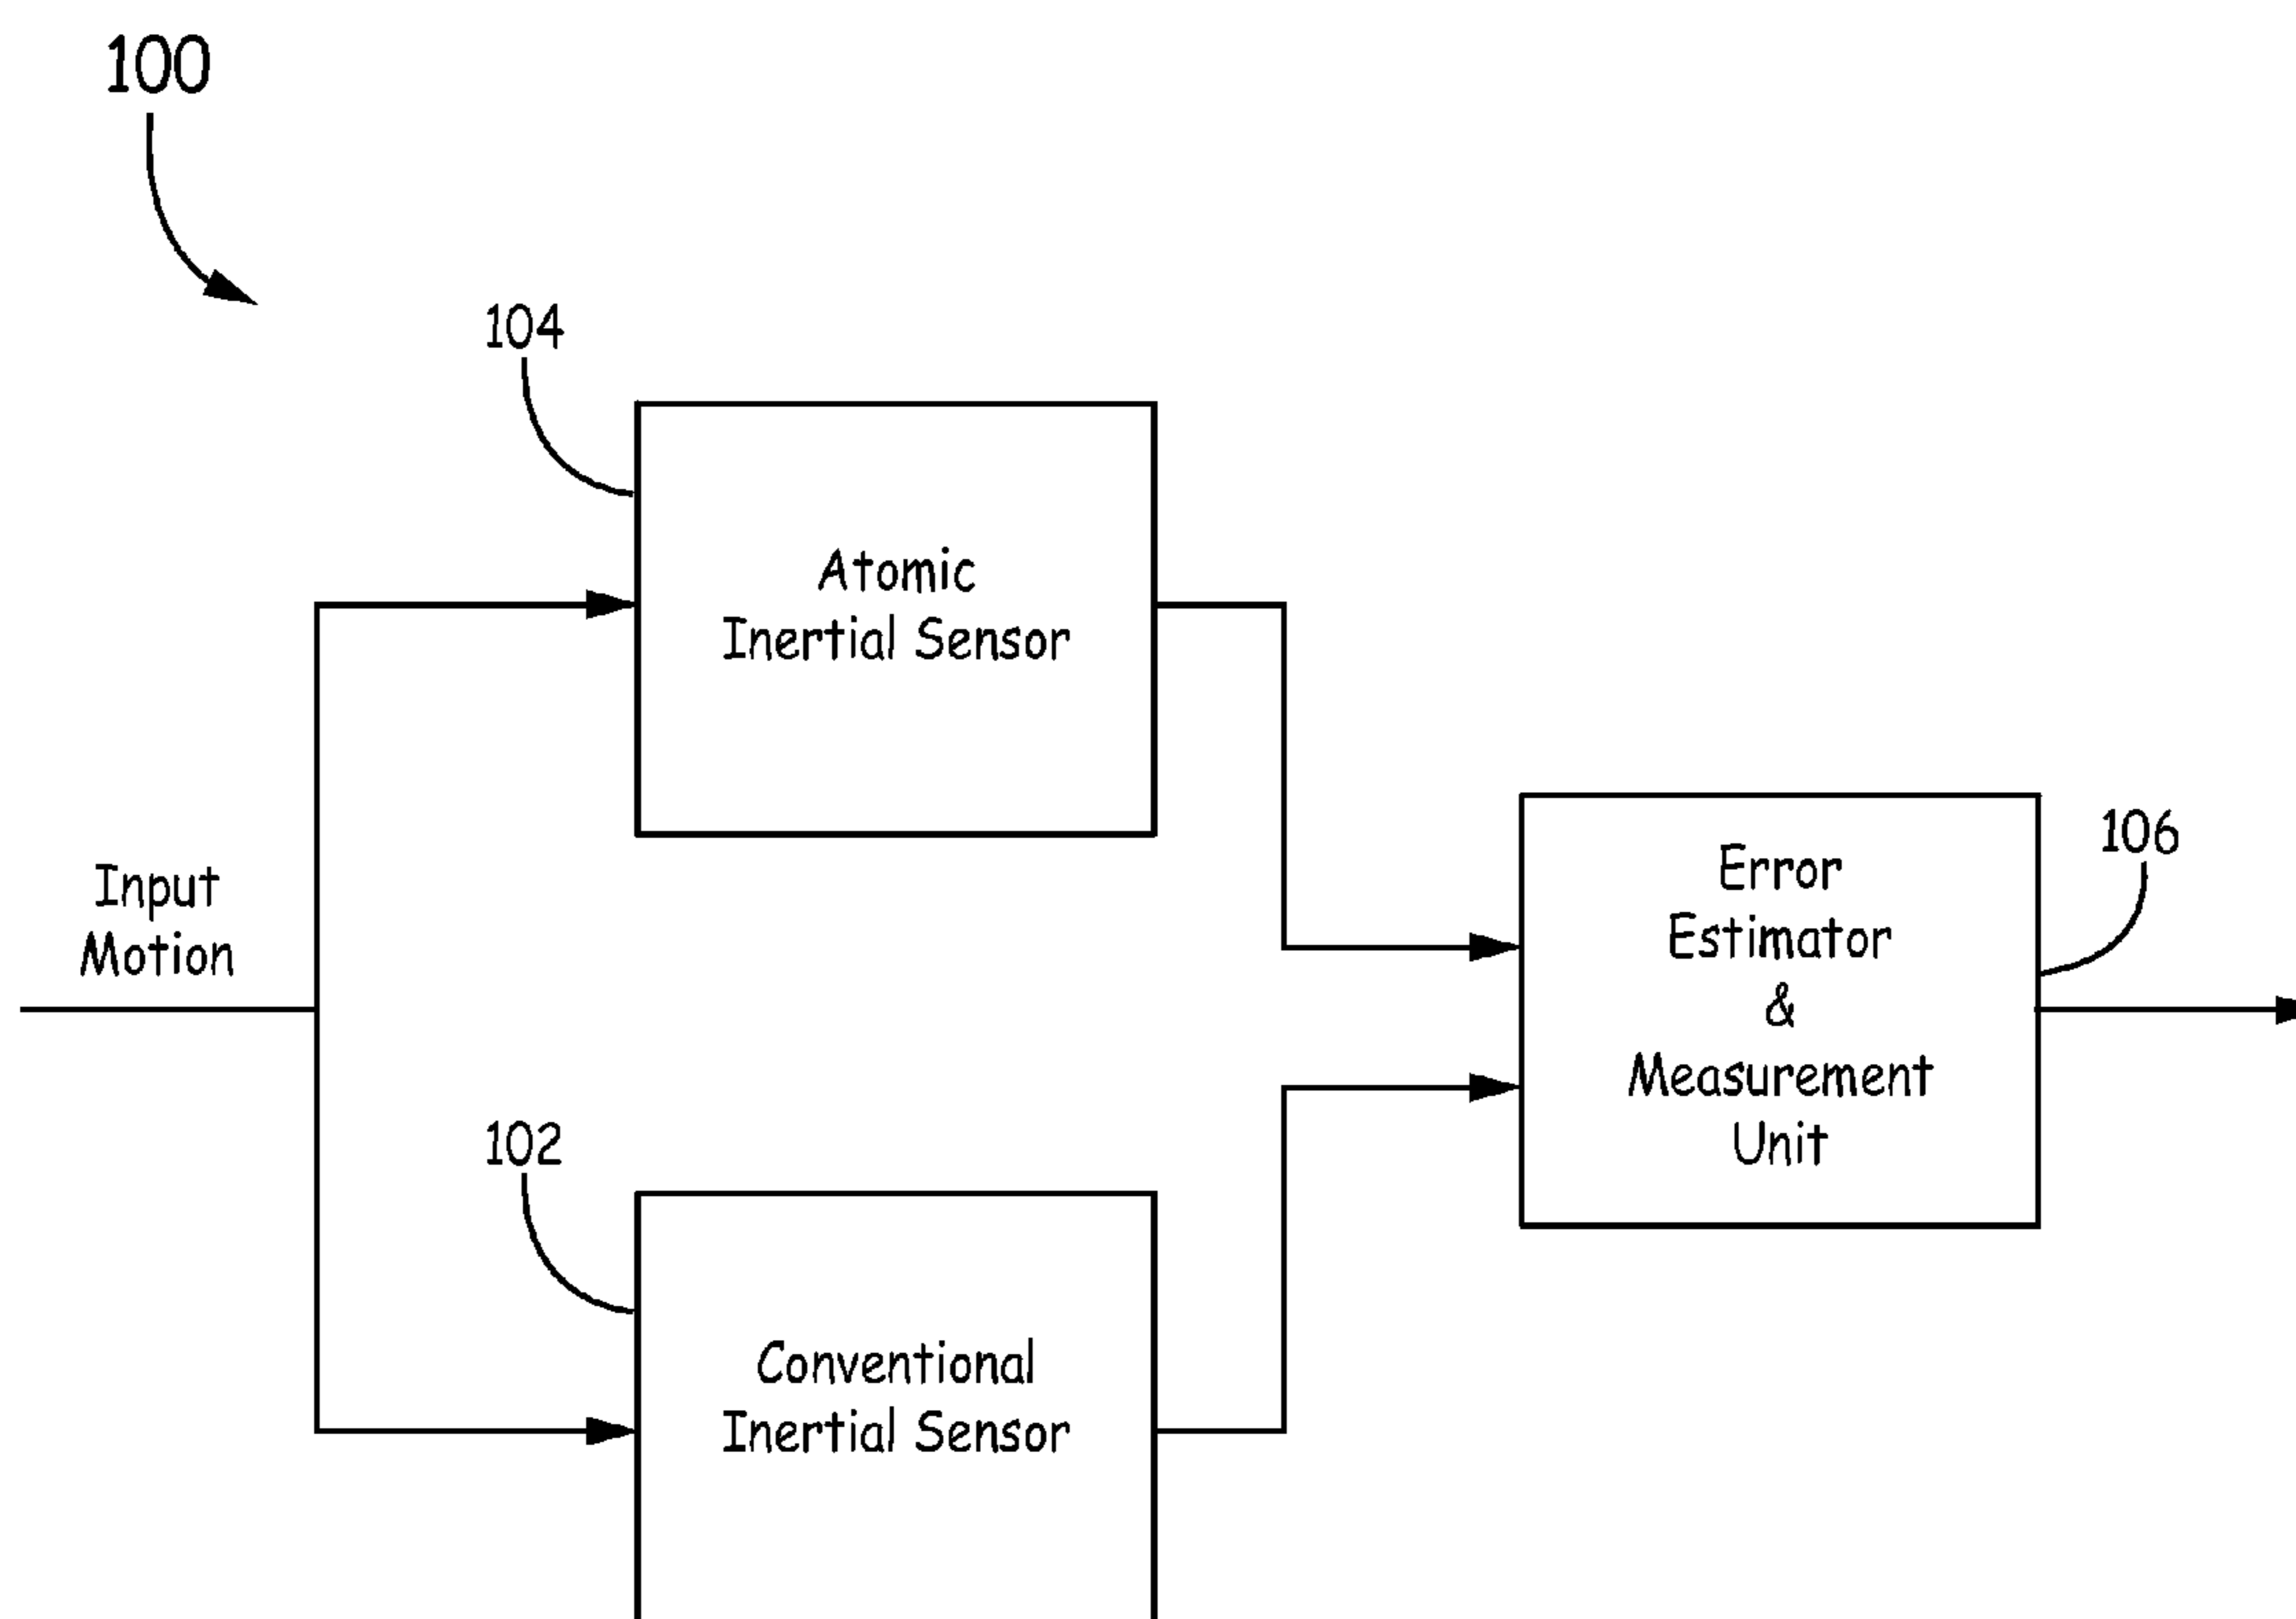 100
104
Atomic
Inertial Sensor
Input
Motion
106
Error
Estimator
&
Measurement
Unit
102
Conventional
Inertial Sensor